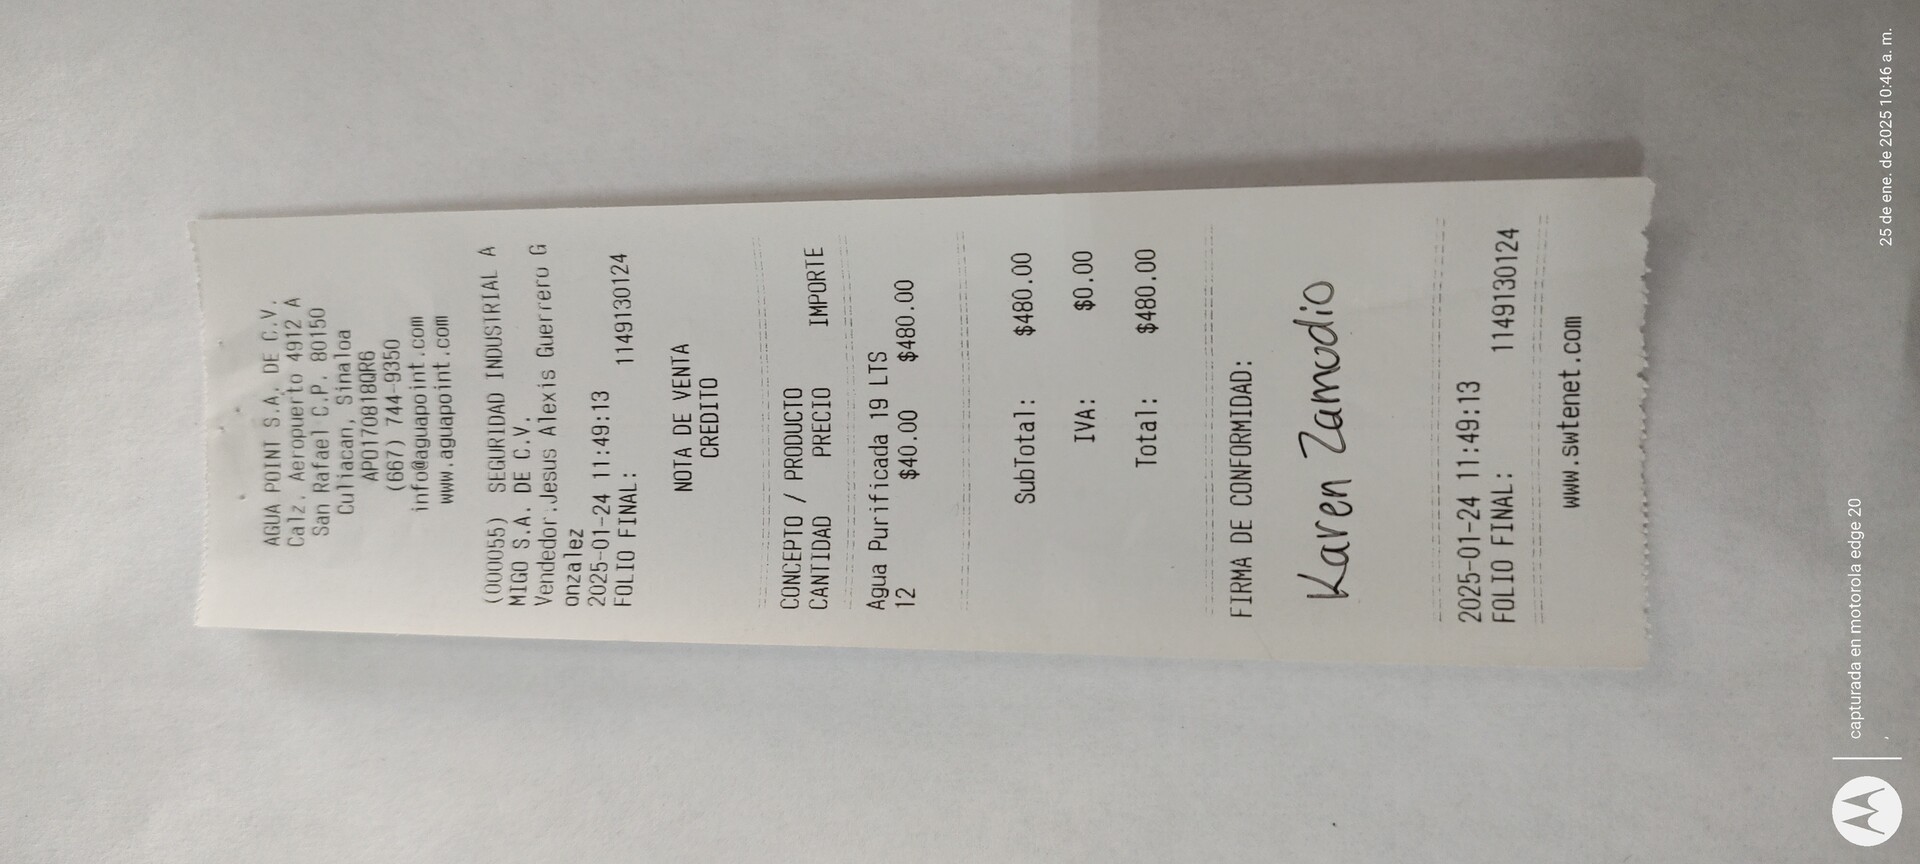 AGUA POINT S.A. DE C.V.
Calz. Aeropuerto 4912 A
San Rafael C.P. 80150
Culiacan, Sinaloa
APO170818QR6
(667) 744-9350
info@aguapoint.com
www.aguapoint.com
(000055) SEGURIDAD INDUSTRIAL A
MIGO S.A. DE C.V.
Vendedor:Jesus Alexis Guerrero G
onzalez
2025-01-24 11:49:13
FOLIO FINAL: 1149130124
NOTA DE VENTA
CREDITO
CONCEPTO / PRODUCTO
CANTIDAD PRECIO IMPORTE
Agua Purificada 19 LTS
12 $40.00 $480.00
SubTotal: $480.00
IVA: $0.00
Total: $480.00
FIRMA DE CONFORMIDAD:
Karen Zamodio
2025-01-24 11:49:13
FOLIO FINAL: 1149130124
www.swtenet.com
capturada en motorola edge 20
25 de ene. de 2025 10:46 a. m.